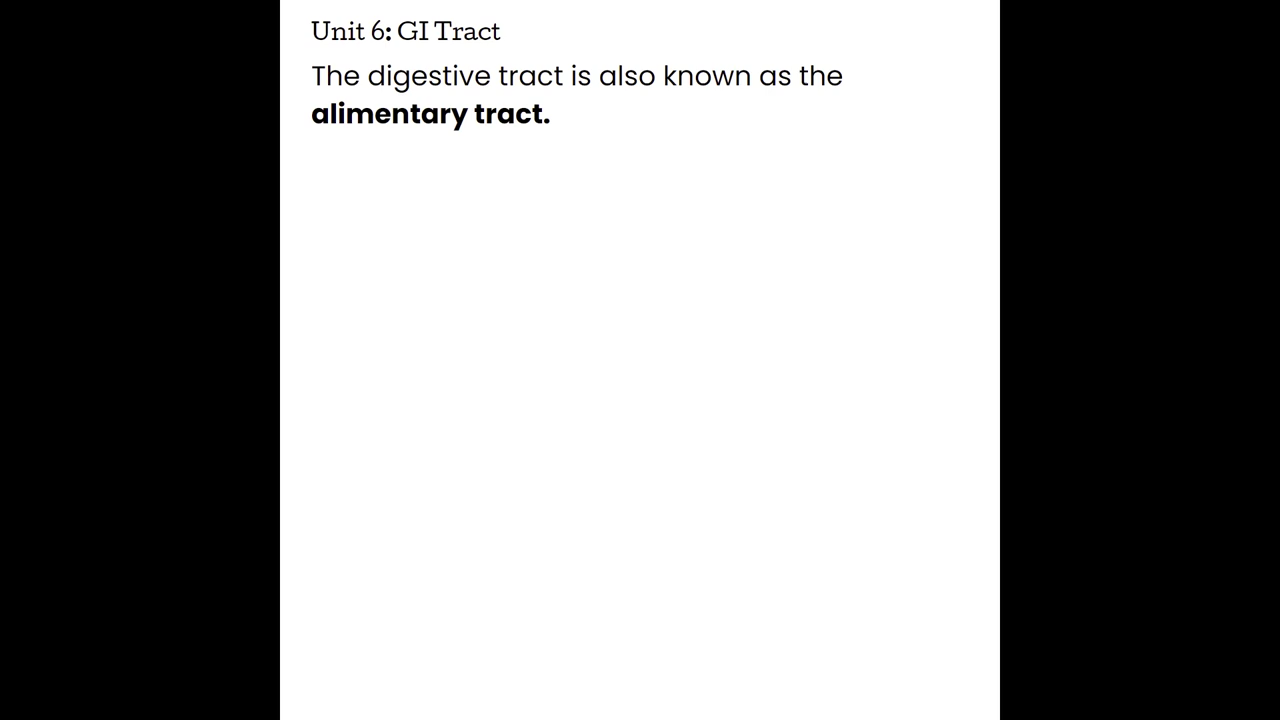 Unit 6: GI Tract
The digestive tract is also known as the
alimentary tract.